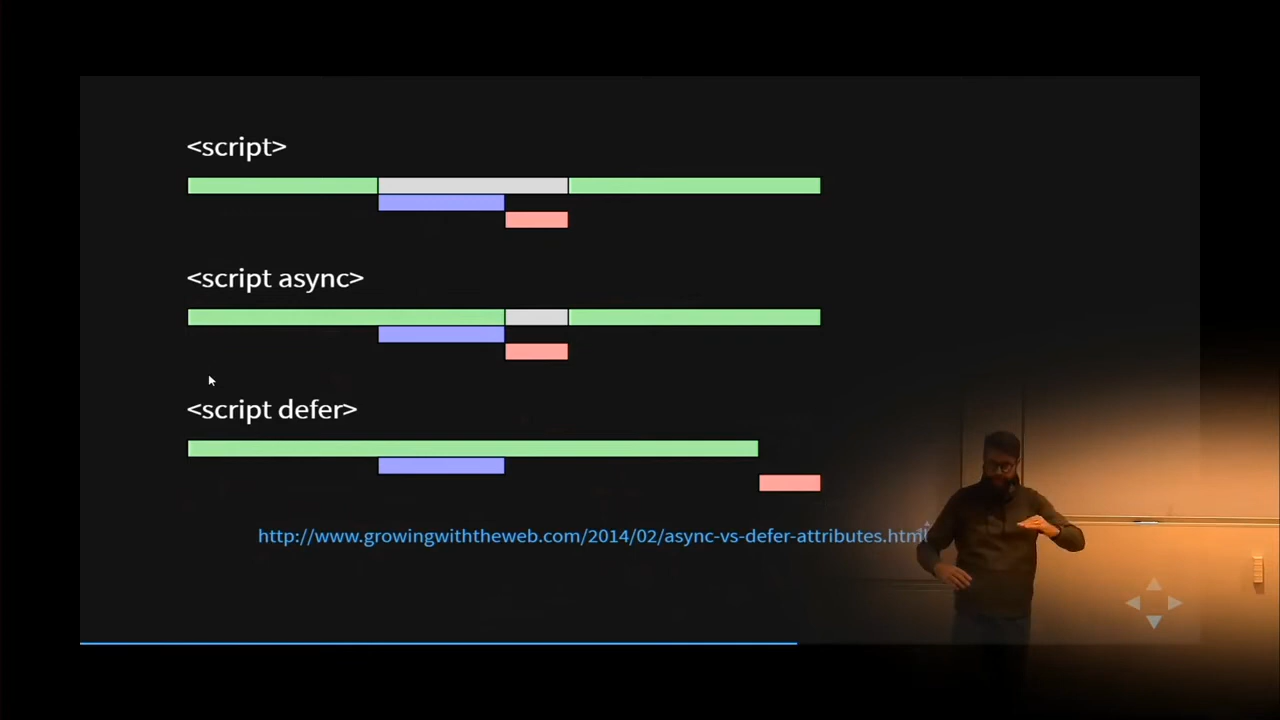 <script>
<script async>
<script defer>
http://www.growingwiththeweb.com/2014/02/async-vs-defer-attributes.html